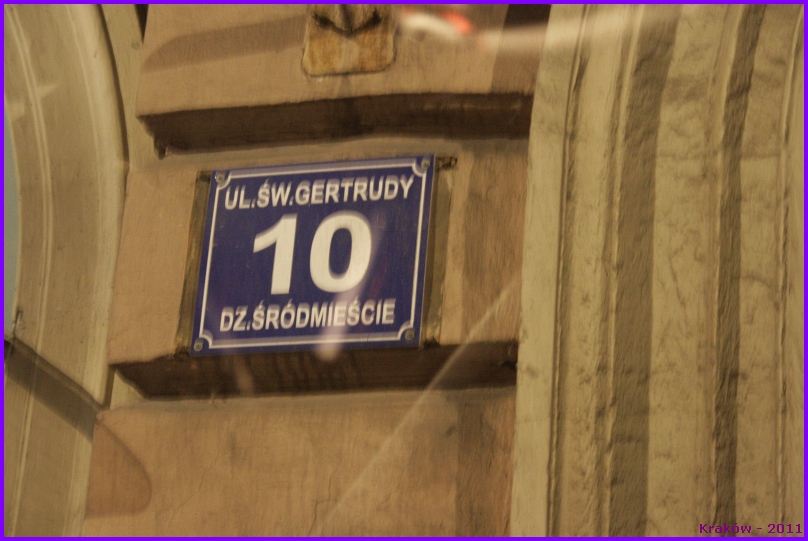 UL.ŚW.GERTRUDY
10
DZ.ŚRÓDMIEŚCIE
Kraków - 2011